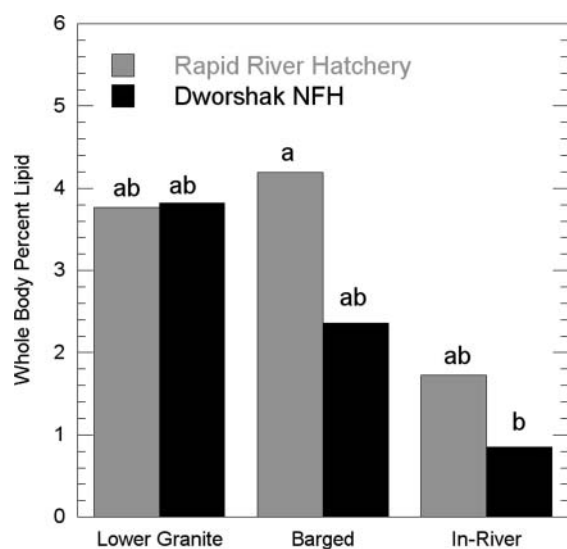 Whole Body Percent Lipid
6
5
4
3
2
1
0
Rapid River Hatchery
Dworshak NFH
ab ab
a
ab
ab
b
Lower Granite Barged In-River